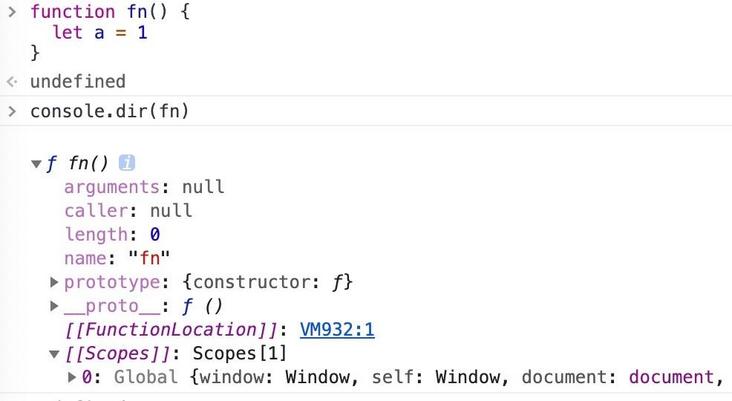 > function fn() {
let a = 1
}
<· undefined
> console.dir(fn)
▼ƒ fn() i
arguments: null
caller: null
length: 0
name: "fn"
▶prototype: {constructor: ƒ}
▶__proto__: ƒ ()
[[FunctionLocation]]: VM932:1
▼[[Scopes]]: Scopes[1]
▶0: Global {window: Window, self: Window, document: document,